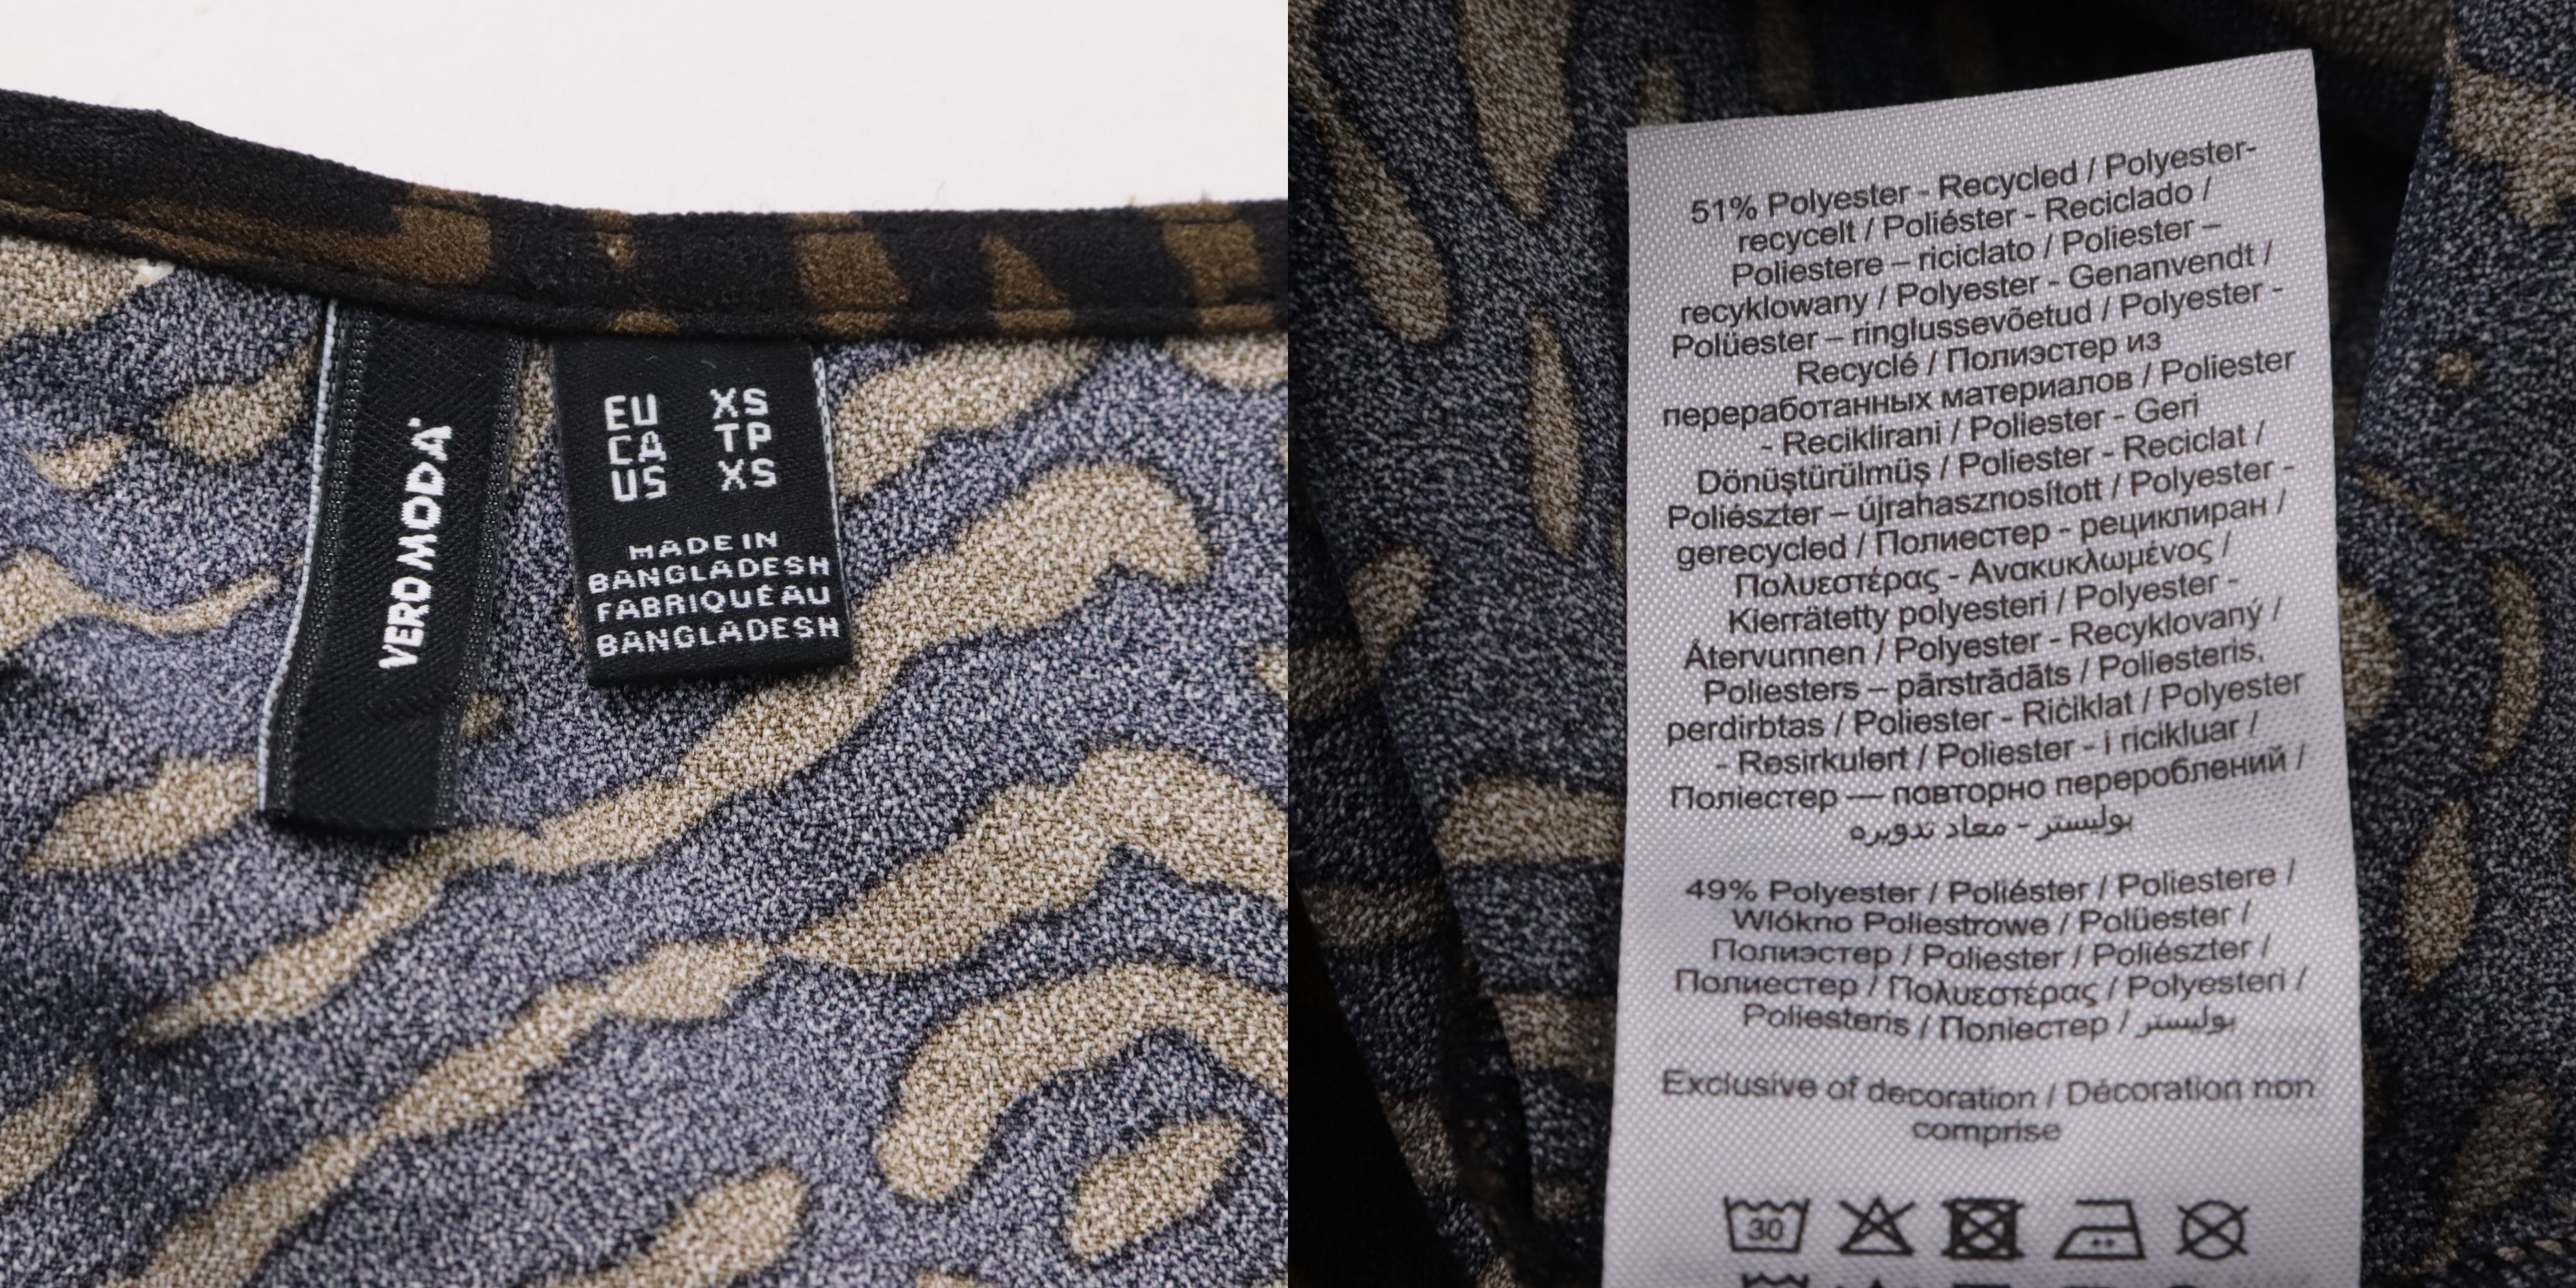 VERO MODA
EU XS
CA TP
US XS
MADE IN
BANGLADESH
FABRIQUÉ AU
BANGLADESH
51% Polyester - Recycled / Polyester-
recycelt / Poliéster - Reciclado /
Poliestere – riciclato / Poliester –
recyklowany / Polyester - Genanvendt /
Polüester – ringlussevõetud / Polyester -
Recyclé / Полиэстер из
переработанных материалов / Poliester
- Reciklirani / Poliester - Geri
Dönüştürülmüş / Poliester - Reciclat /
Poliészter – újrahasznosított / Polyester -
gerecycled / Полиестер - рециклиран /
Πολυεστέρας - Ανακυκλωμένος /
Kierrätetty polyesteri / Polyester -
Återvunnen / Polyester - Recyklovaný /
Poliesters – pārstrādāts / Poliesteris,
perdirbtas / Poliester - Riċiklat / Polyester
- Resirkulert / Poliester - i ricikluar /
Поліестер — повторно перероблений /
بوليستر - معاد تدويره
49% Polyester / Poliéster / Poliestere /
Włókno Poliestrowe / Polüester /
Полиэстер / Poliester / Poliészter /
Полиестер / Πολυεστέρας / Polyesteri /
Poliesteris / Поліестер / بوليستر
Exclusive of decoration / Décoration non
comprise
30